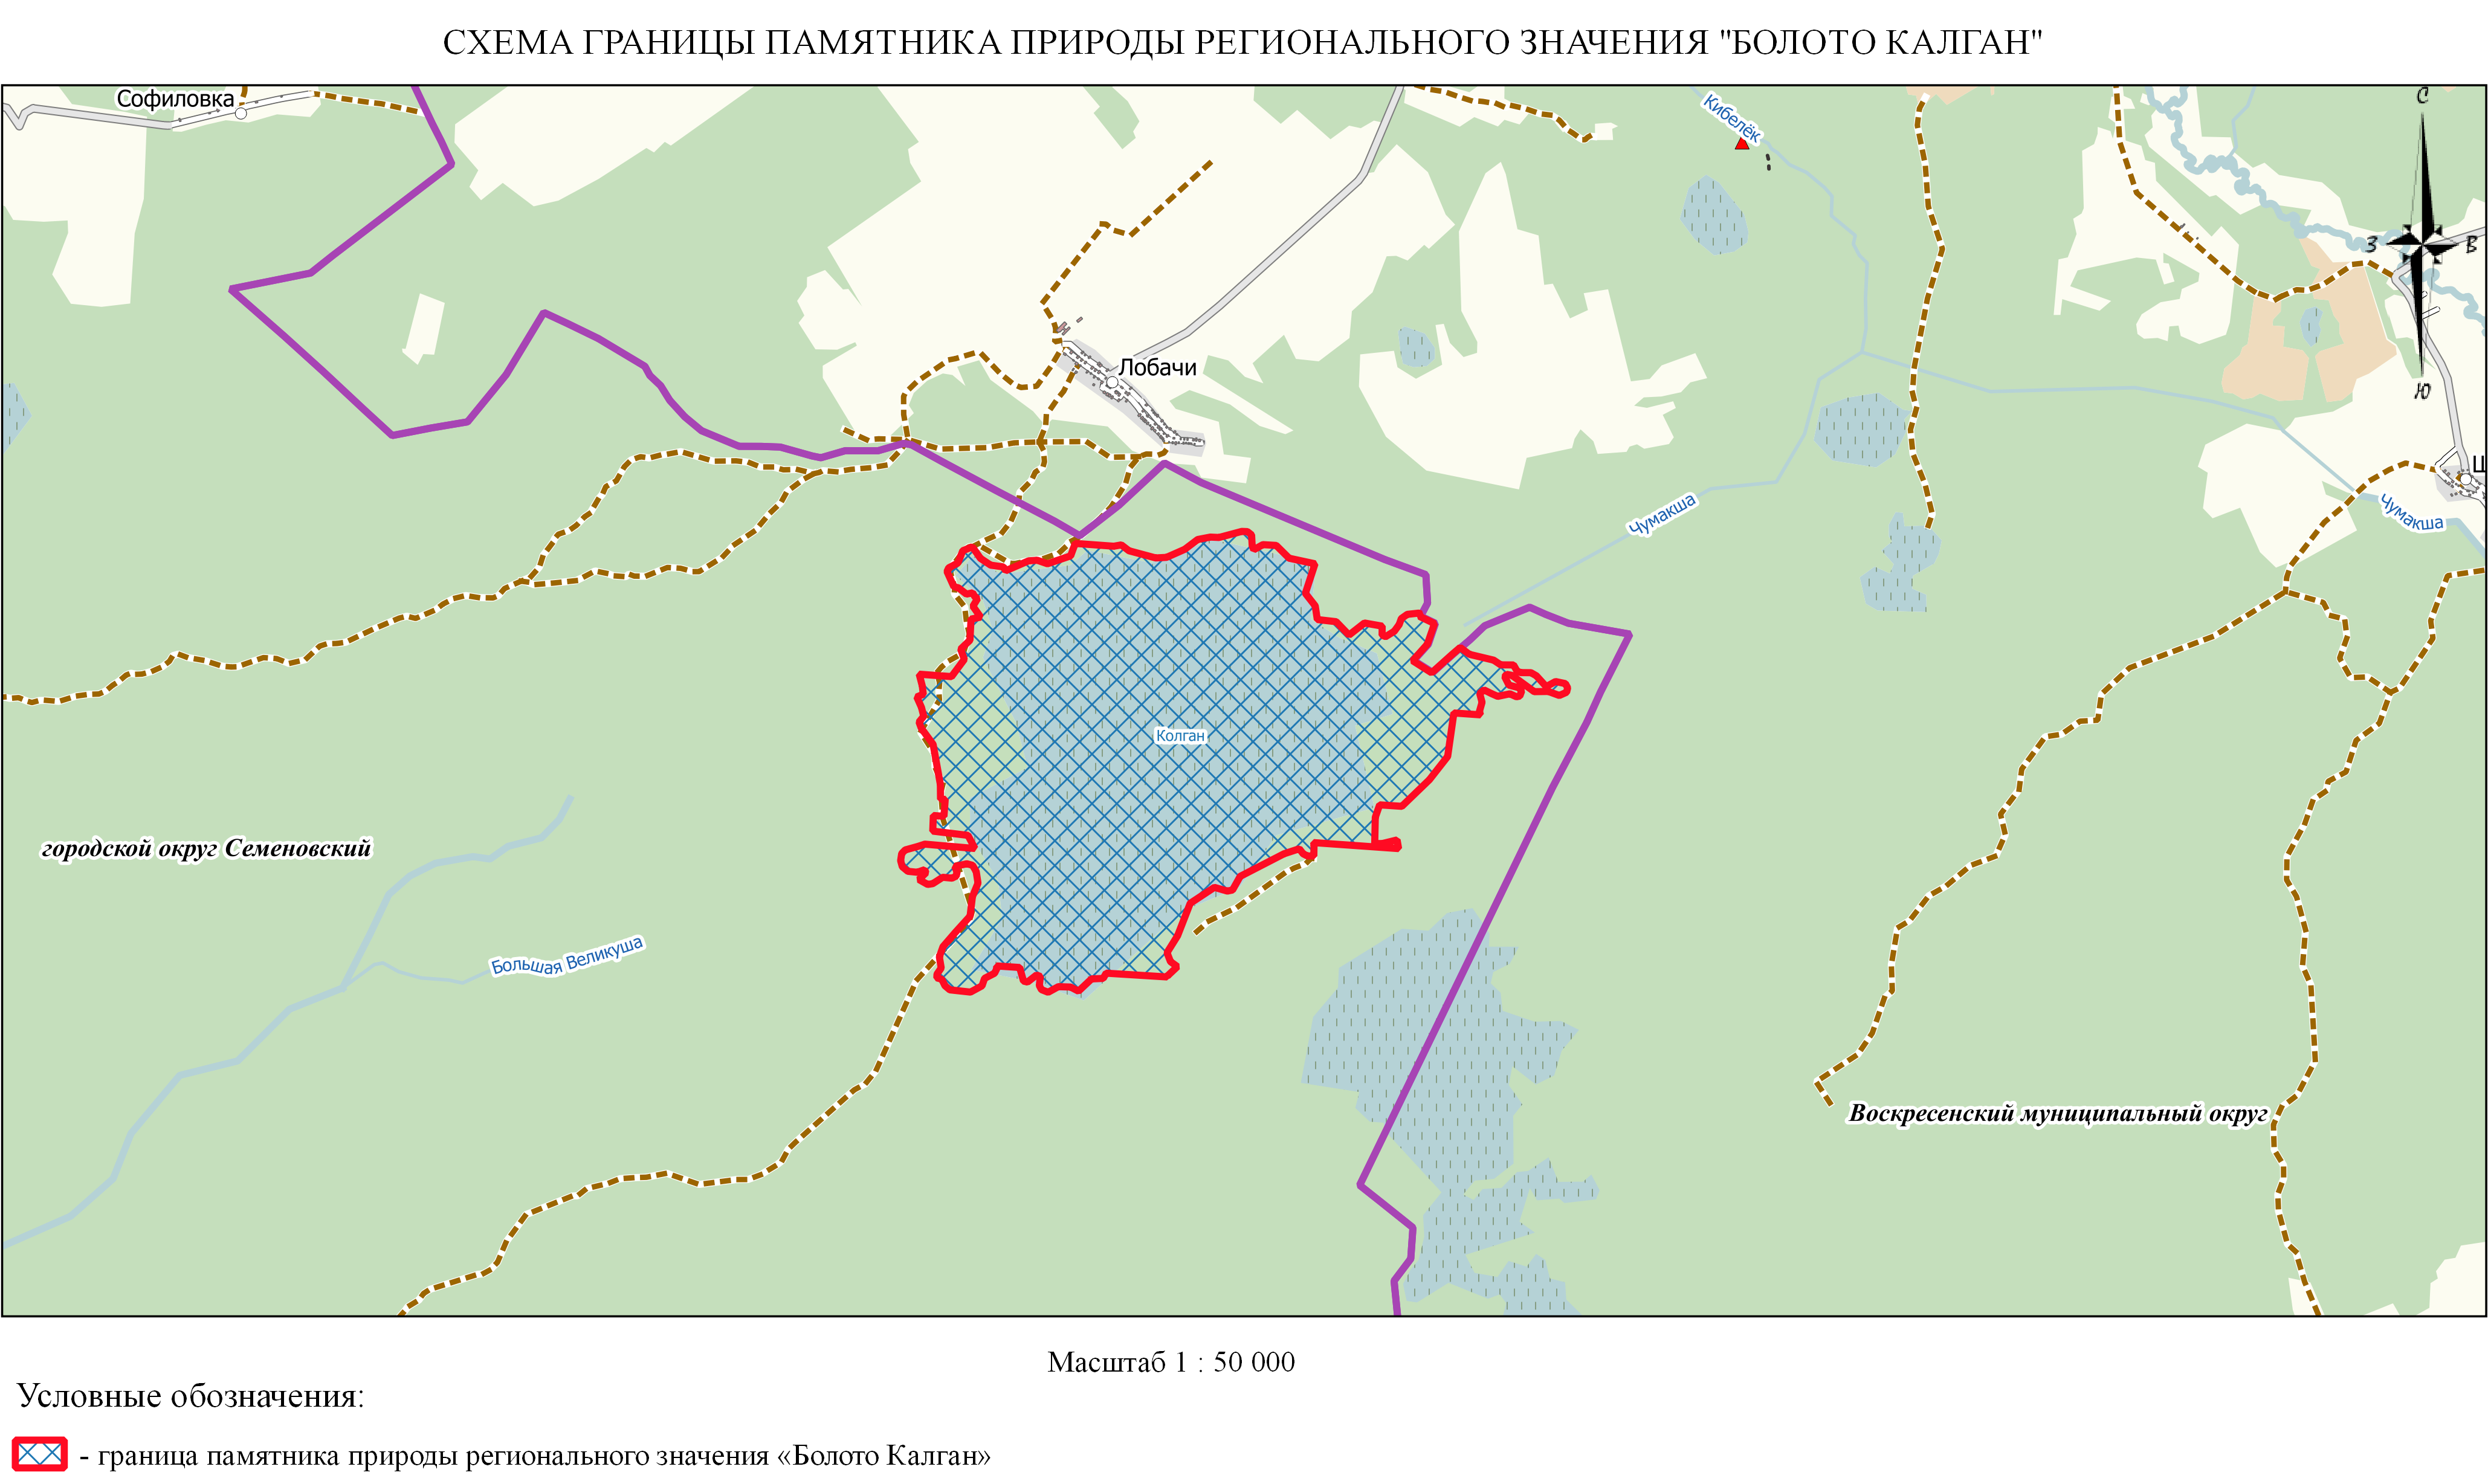 СХЕМА ГРАНИЦЫ ПАМЯТНИКА ПРИРОДЫ РЕГИОНАЛЬНОГО ЗНАЧЕНИЯ "БОЛОТО КАЛГАН"
Софиловка
Кибелёк
С
З
В
Ю
Лобачи
Чумакша
Ш
Чумакша
Колган
городской округ Семеновский
Большая Великуша
Воскресенский муниципальный округ
Масштаб 1 : 50 000
Условные обозначения:
- граница памятника природы регионального значения «Болото Калган»